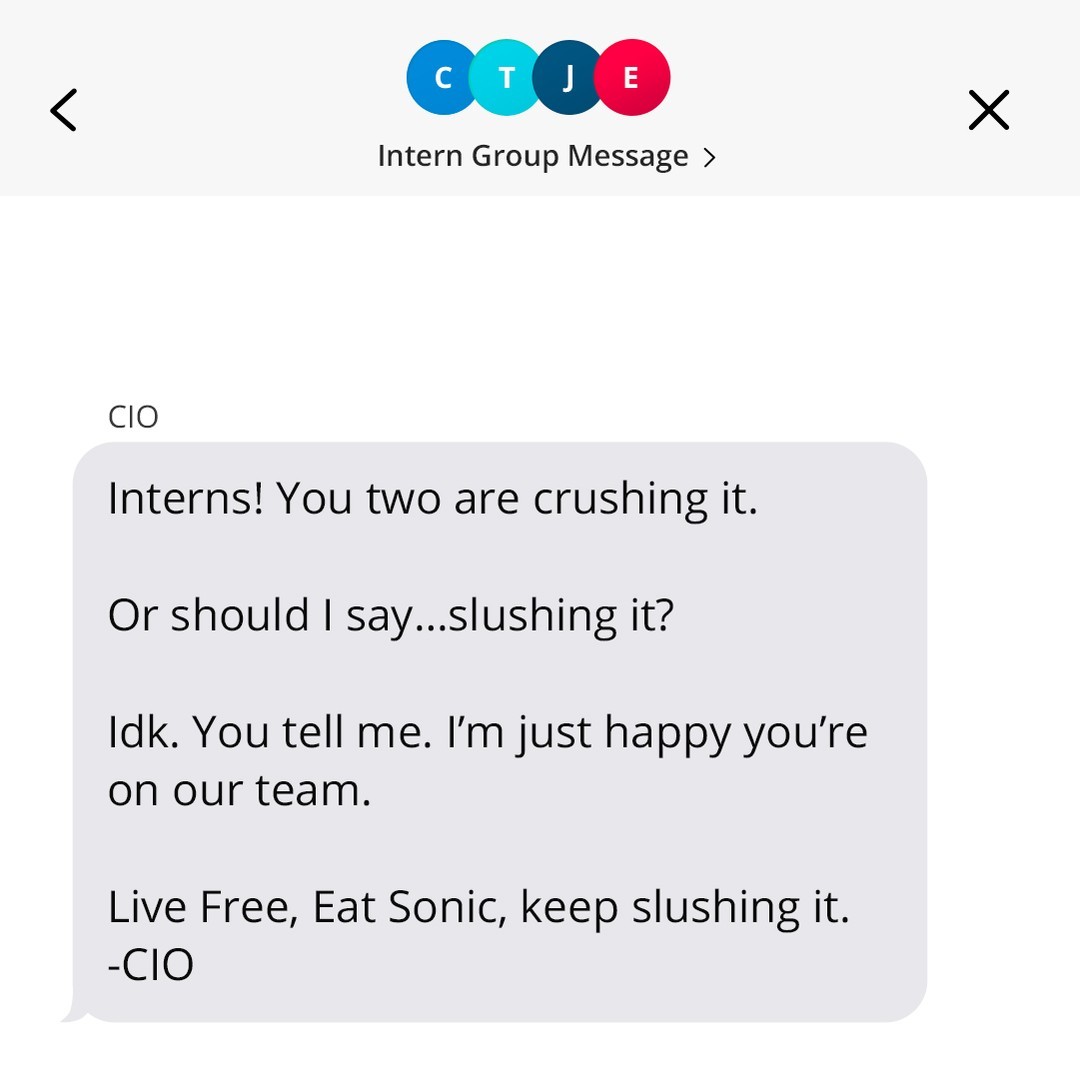 C T J E
Intern Group Message >
CIO
Interns! You two are crushing it.
Or should I say...slushing it?
Idk. You tell me. I’m just happy you’re
on our team.
Live Free, Eat Sonic, keep slushing it.
-CIO